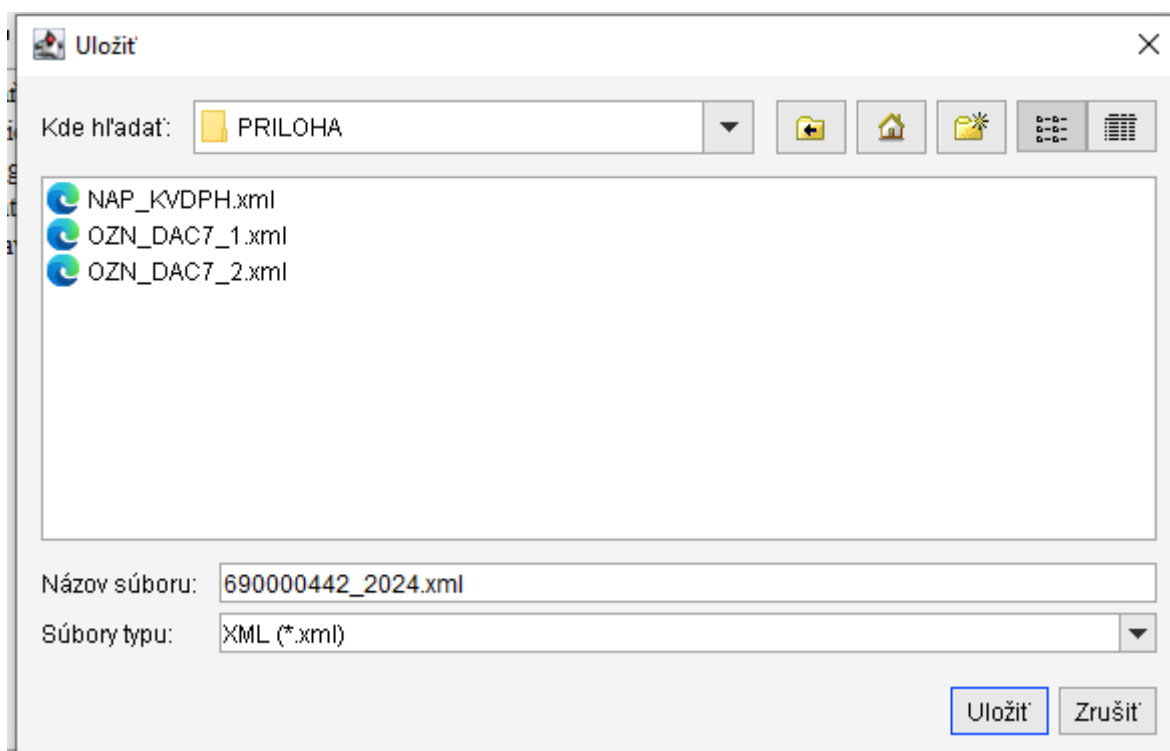 Uložiť
Kde hľadať: PRILOHA
NAP_KVDPH.xml
OZN_DAC7_1.xml
OZN_DAC7_2.xml
Názov súboru: 690000442_2024.xml
Súbory typu: XML (*.xml)
Uložiť Zrušiť